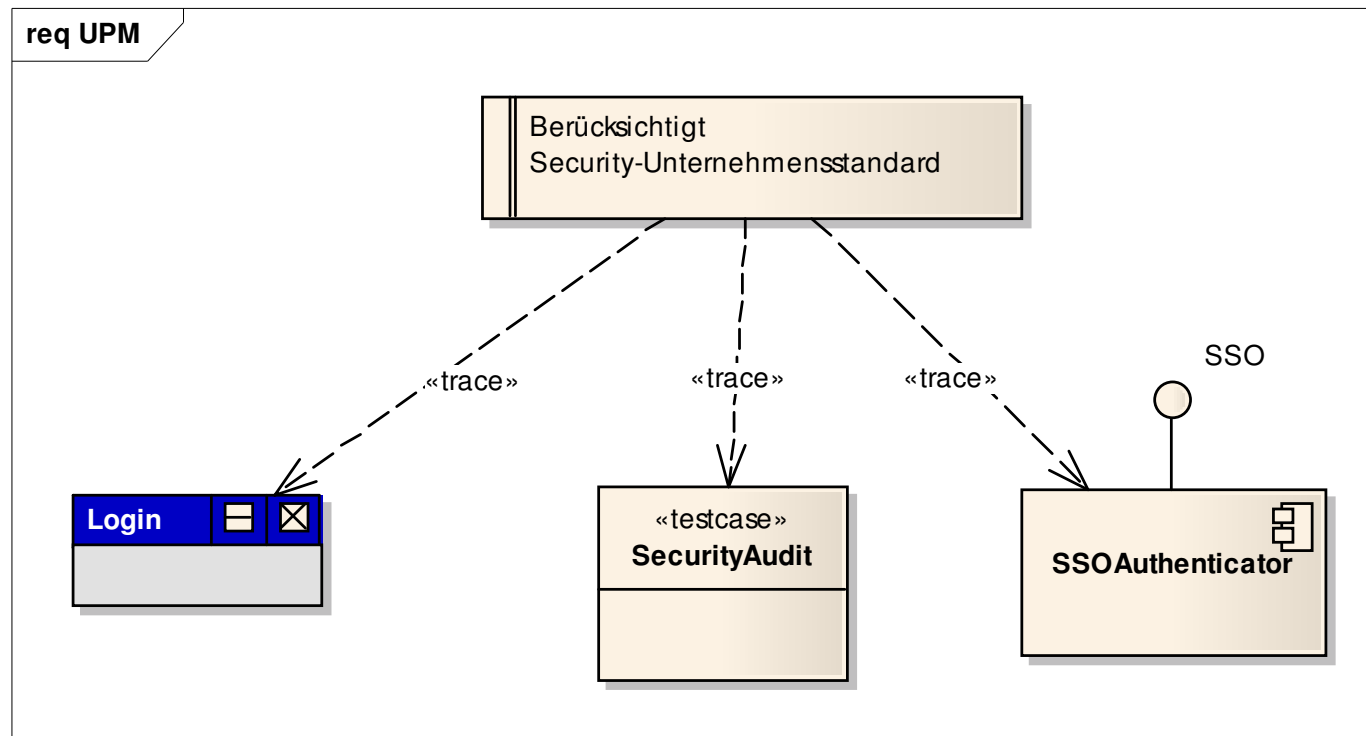 req UPM
Berücksichtigt
Security-Unternehmensstandard
SSO
«trace» «trace» «trace»
Login
«testcase»
SecurityAudit
SSOAuthenticator